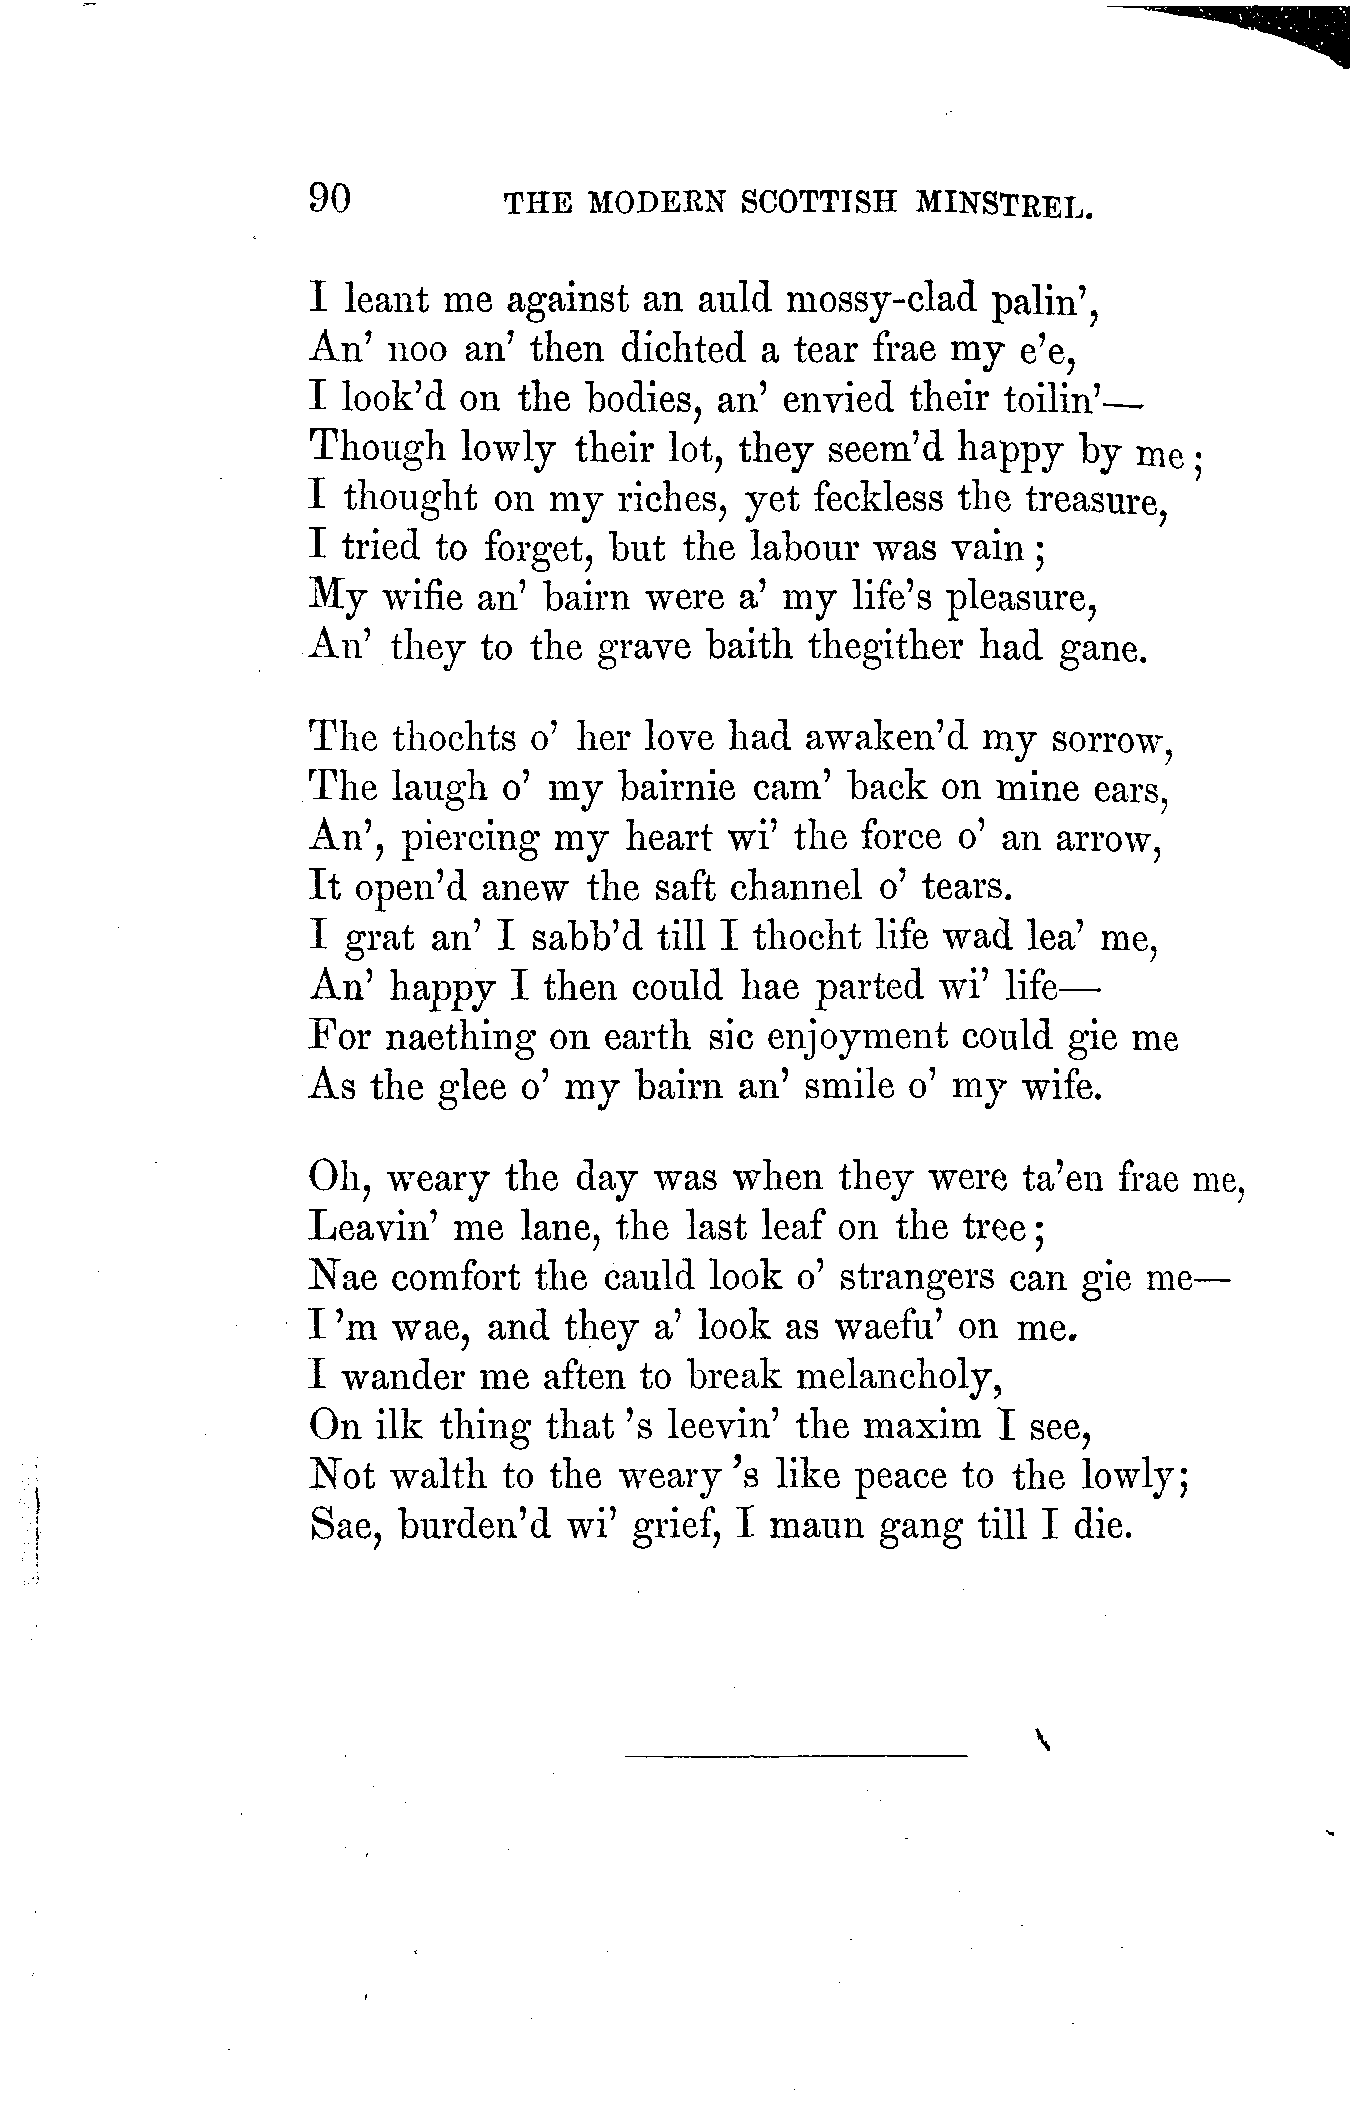 90 THE MODERN SCOTTISH MINSTREL.
I leant me against an auld mossy-clad palin',
An' noo an' then dichted a tear frae my e'e,
I look'd on the bodies, an' envied their toilin'—
Though lowly their lot, they seem'd happy by me;
I thought on my riches, yet feckless the treasure,
I tried to forget, but the labour was vain;
My wifie an' bairn were a' my life's pleasure,
An' they to the grave baith thegither had gane.
The thochts o' her love had awaken'd my sorrow,
The laugh o' my bairnie cam' back on mine ears,
An', piercing my heart wi' the force o' an arrow,
It open'd anew the saft channel o' tears.
I grat an' I sabb'd till I thocht life wad lea' me,
An' happy I then could hae parted wi' life—
For naething on earth sic enjoyment could gie me
As the glee o' my bairn an' smile o' my wife.
Oh, weary the day was when they were ta'en frae me,
Leavin' me lane, the last leaf on the tree;
Nae comfort the cauld look o' strangers can gie me—
I'm wae, and they a' look as waefu' on me.
I wander me aften to break melancholy,
On ilk thing that's leevin' the maxim I see,
Not walth to the weary's like peace to the lowly;
Sae, burden'd wi' grief, I maun gang till I die.